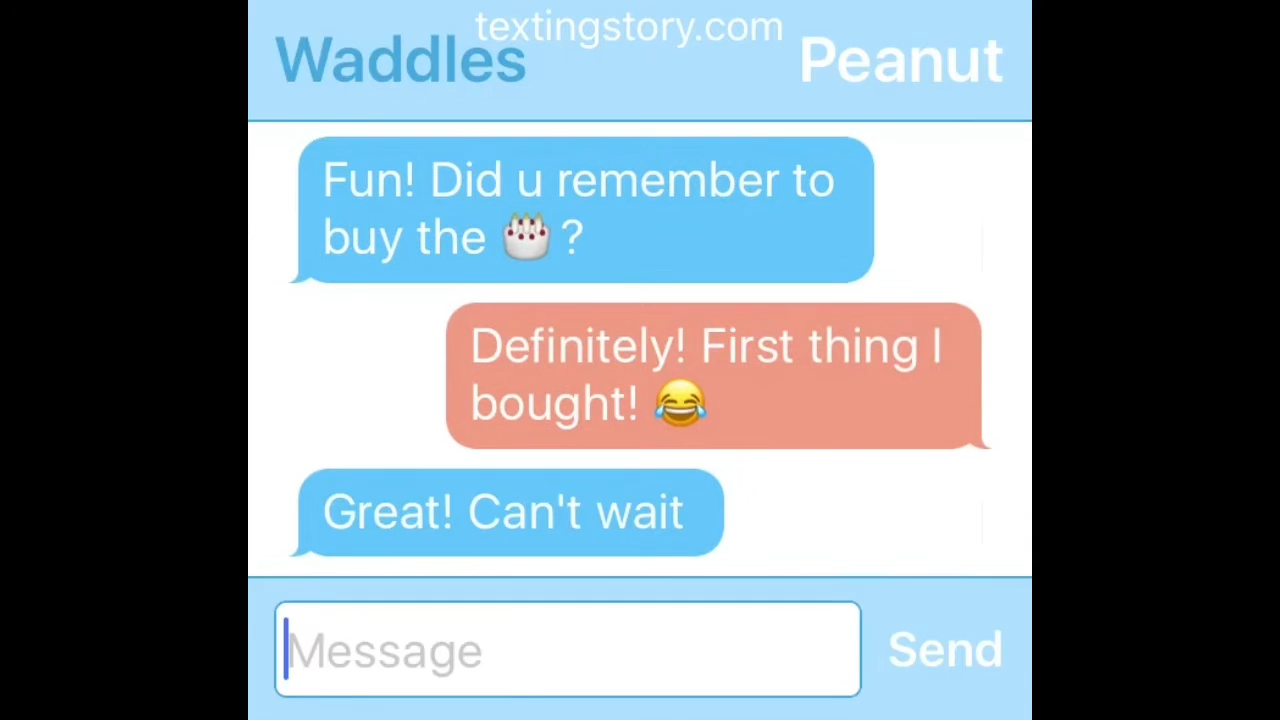 textingstory.com
Waddles Peanut
Fun! Did u remember to
buy the 🎂 ?
Definitely! First thing I
bought! 😂
Great! Can't wait
Message Send